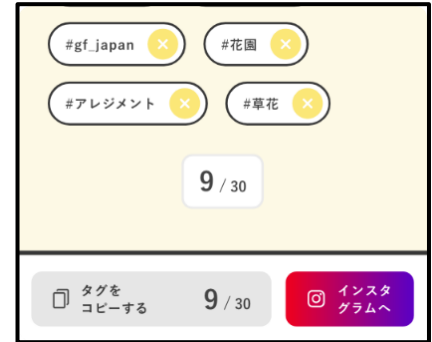 #gf_japan #花園
#アレジメント #草花
9 / 30
タグを
コピーする
9 / 30
インスタ
グラムへ